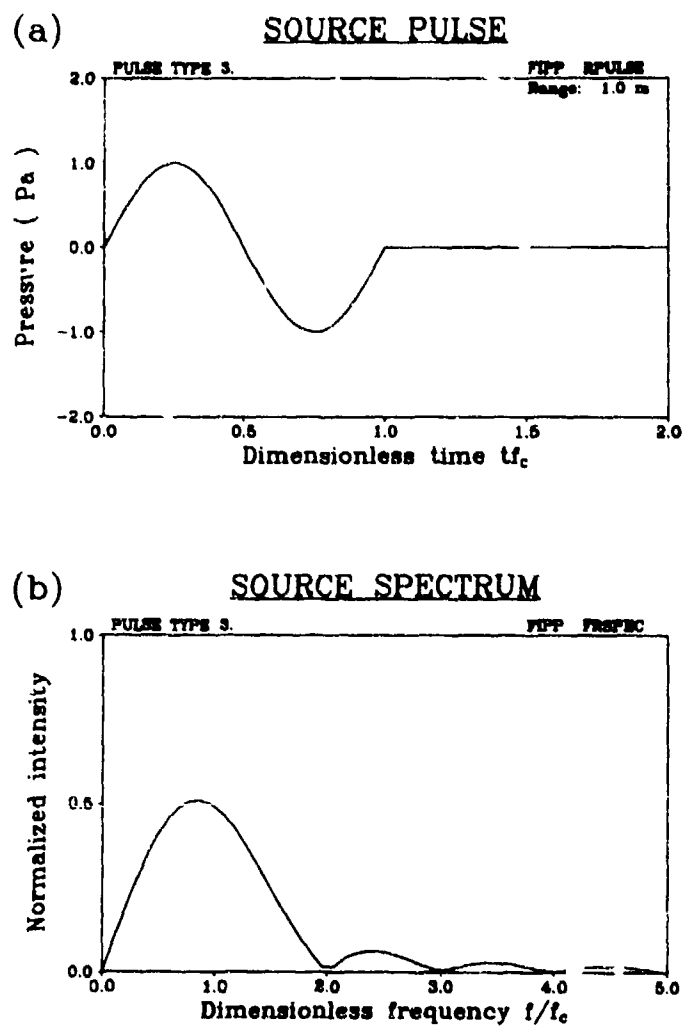 (a) SOURCE PULSE
PULSE TYPE 3. FIPP RPULSE
Range: 1.0 m
2.0
1.0
0.0
-1.0
-2.0
Pressure ( Pa )
0.0 0.5 1.0 1.5 2.0
Dimensionless time tfc
(b) SOURCE SPECTRUM
PULSE TYPE 3. FIPP FRSPEC
1.0
0.5
0.0
Normalized intensity
0.0 1.0 2.0 3.0 4.0 5.0
Dimensionless frequency f/fc